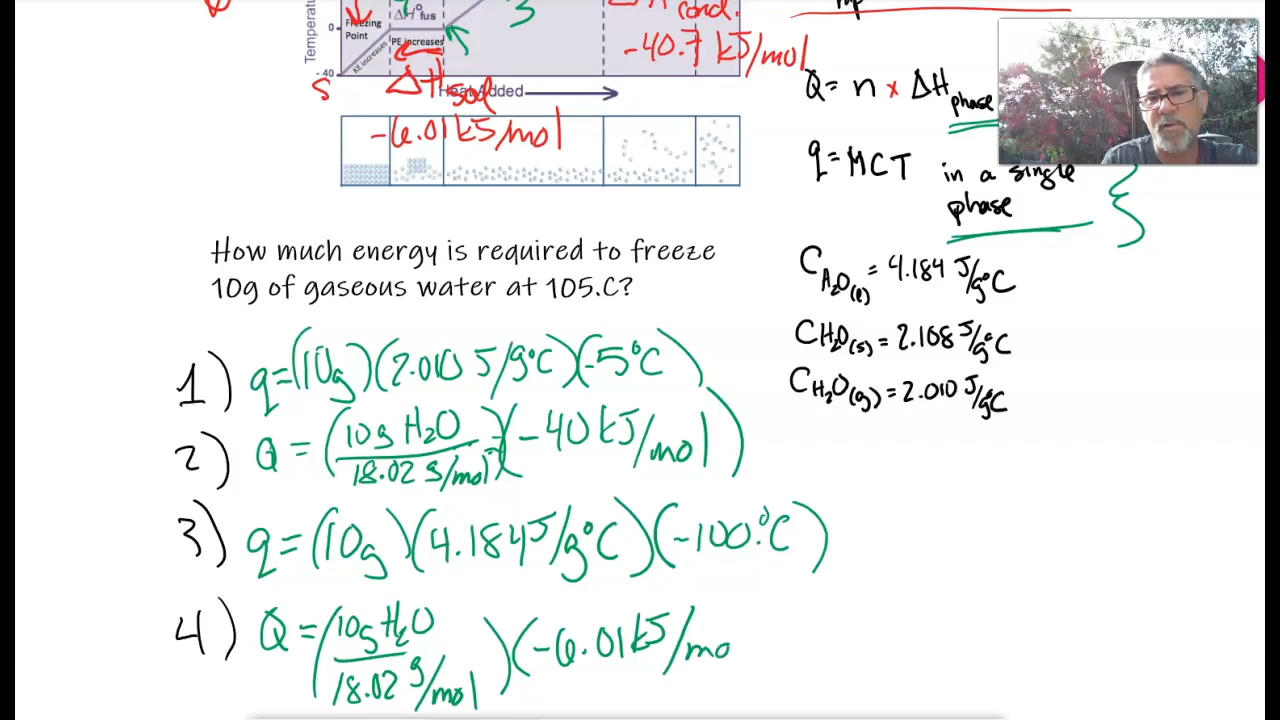 cond.
-40.7 kJ/mol
Temperatu
0
Freezing
Point
ΔH°fus
3
KE increases
PE increases
- 40
S
ΔHsol
Heat Added
-6.01 kJ/mol
Q = n × ΔHphase
q = MCT in a single
phase
How much energy is required to freeze
10g of gaseous water at 105.C?
CH2O(l) = 4.184 J/g°C
CH2O(s) = 2.108 J/g°C
CH2O(g) = 2.010 J/g°C
1) q=(10g)(2.010 J/g°C)(-5°C)
2) Q = (10g H2O / 18.02 g/mol)(-40 kJ/mol)
3) q=(10g)(4.184 J/g°C)(-100.°C)
4) Q=(10g H2O / 18.02 g/mol)(-6.01 kJ/mo